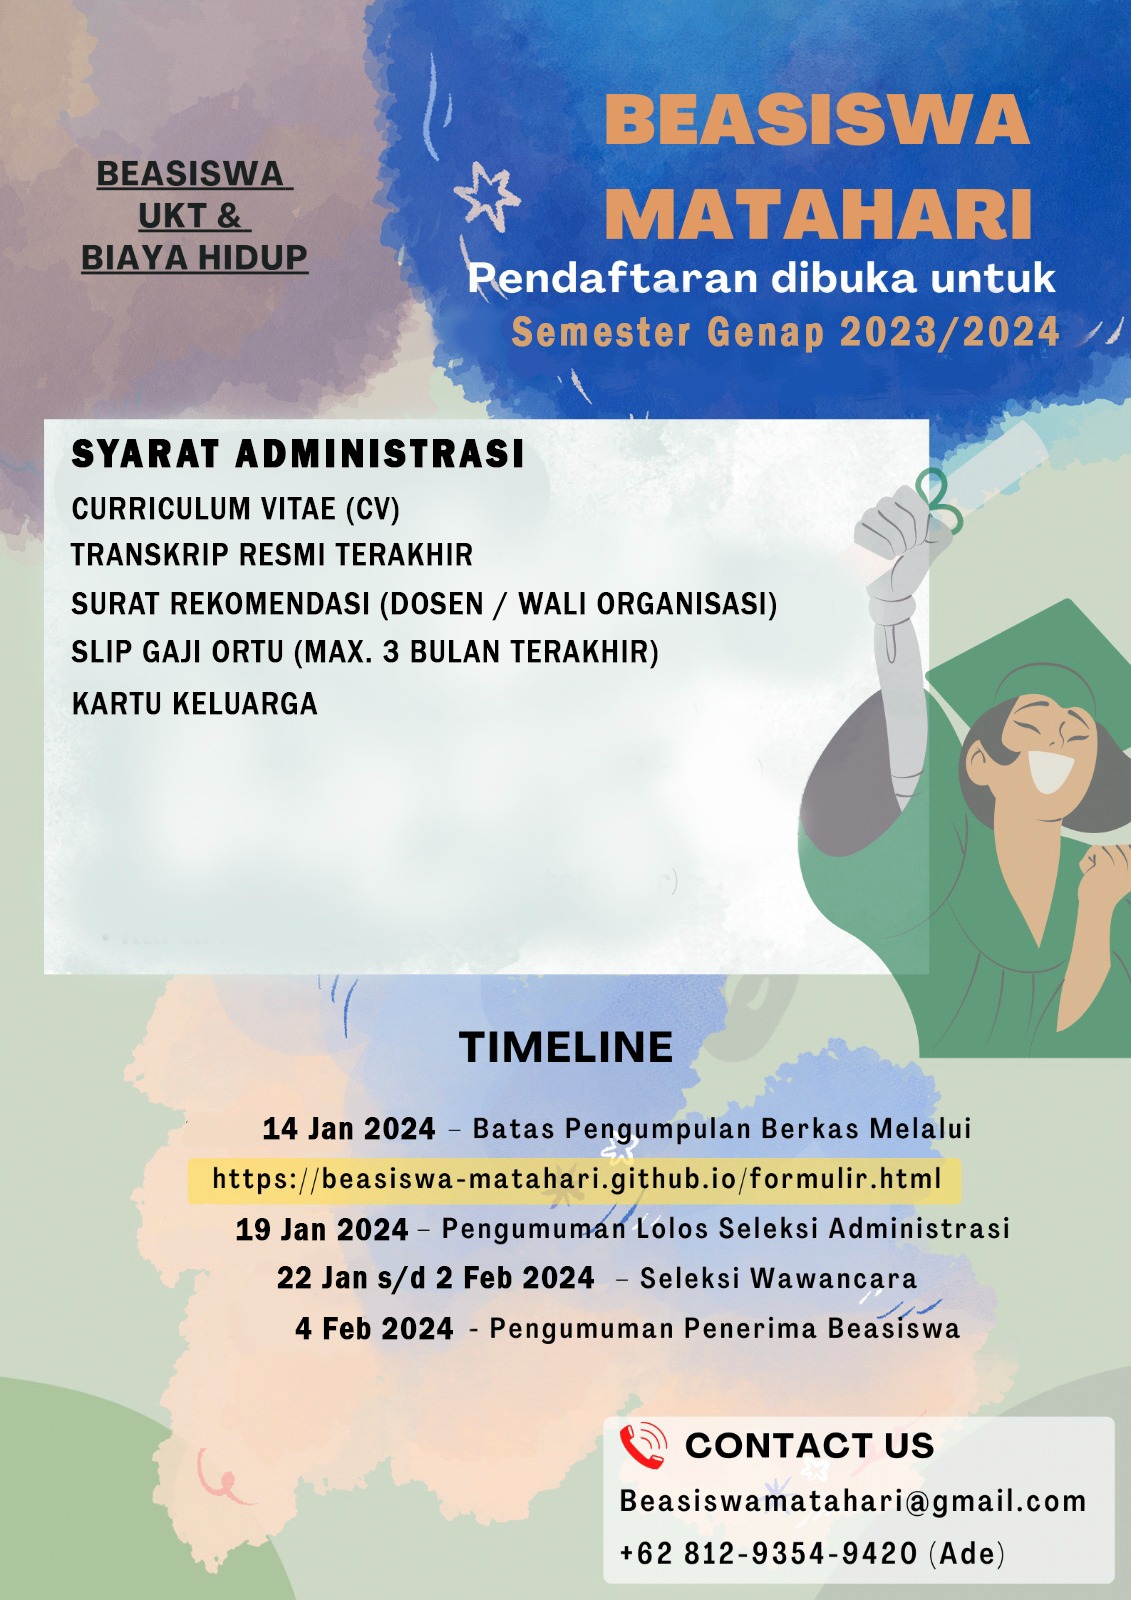 BEASISWA
UKT &
BIAYA HIDUP
BEASISWA
MATAHARI
Pendaftaran dibuka untuk
Semester Genap 2023/2024
SYARAT ADMINISTRASI
CURRICULUM VITAE (CV)
TRANSKRIP RESMI TERAKHIR
SURAT REKOMENDASI (DOSEN / WALI ORGANISASI)
SLIP GAJI ORTU (MAX. 3 BULAN TERAKHIR)
KARTU KELUARGA
TIMELINE
14 Jan 2024 – Batas Pengumpulan Berkas Melalui
https://beasiswa-matahari.github.io/formulir.html
19 Jan 2024 – Pengumuman Lolos Seleksi Administrasi
22 Jan s/d 2 Feb 2024 – Seleksi Wawancara
4 Feb 2024 - Pengumuman Penerima Beasiswa
CONTACT US
Beasiswamatahari@gmail.com
+62 812-9354-9420 (Ade)